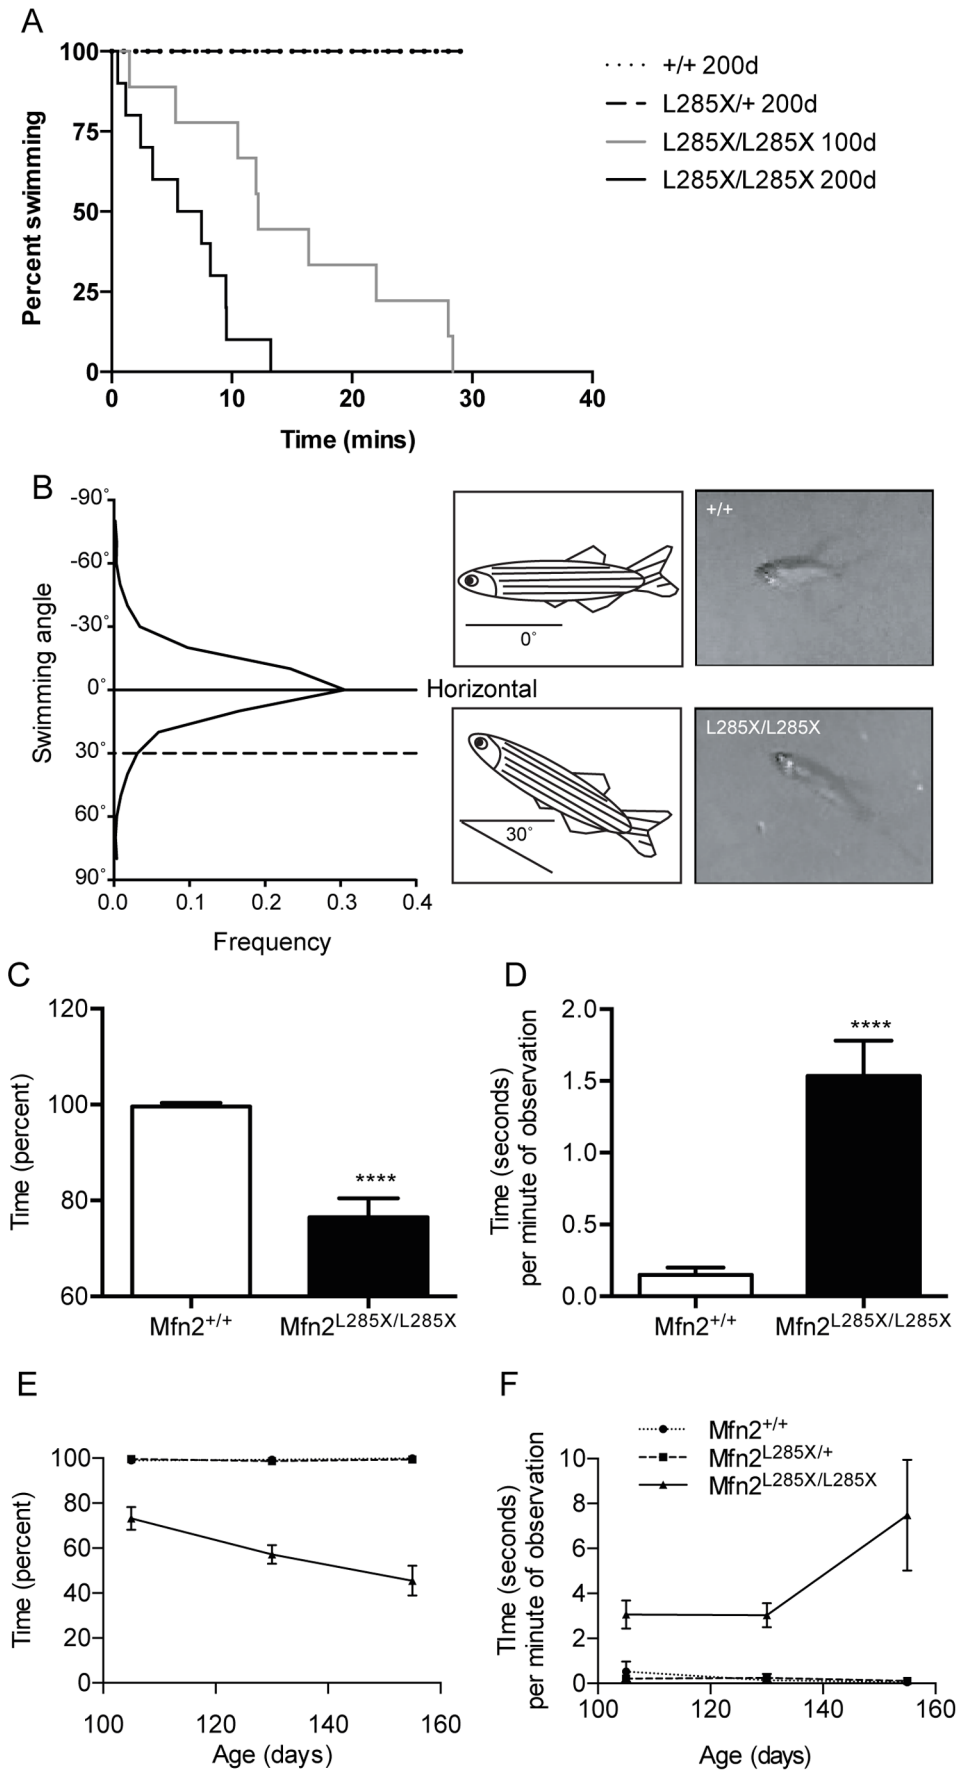 A
100
75
50
25
0
Percent swimming
0 10 20 30 40
Time (mins)
+/+ 200d
L285X/+ 200d
L285X/L285X 100d
L285X/L285X 200d
B
-90°
-60°
-30°
0°
30°
60°
90°
Swimming angle
Horizontal
0.0 0.1 0.2 0.3 0.4
Frequency
0°
+/+
30°
L285X/L285X
C
120
100
80
60
Time (percent)
****
Mfn2+/+ Mfn2L285X/L285X
D
2.0
1.5
1.0
0.5
0.0
Time (seconds)
per minute of observation
****
Mfn2+/+ Mfn2L285X/L285X
E
100
80
60
40
20
0
Time (percent)
100 120 140 160
Age (days)
F
Mfn2+/+
Mfn2L285X/+
Mfn2L285X/L285X
10
8
6
4
2
0
TIme (seconds)
per minute of observation
100 120 140 160
Age (days)